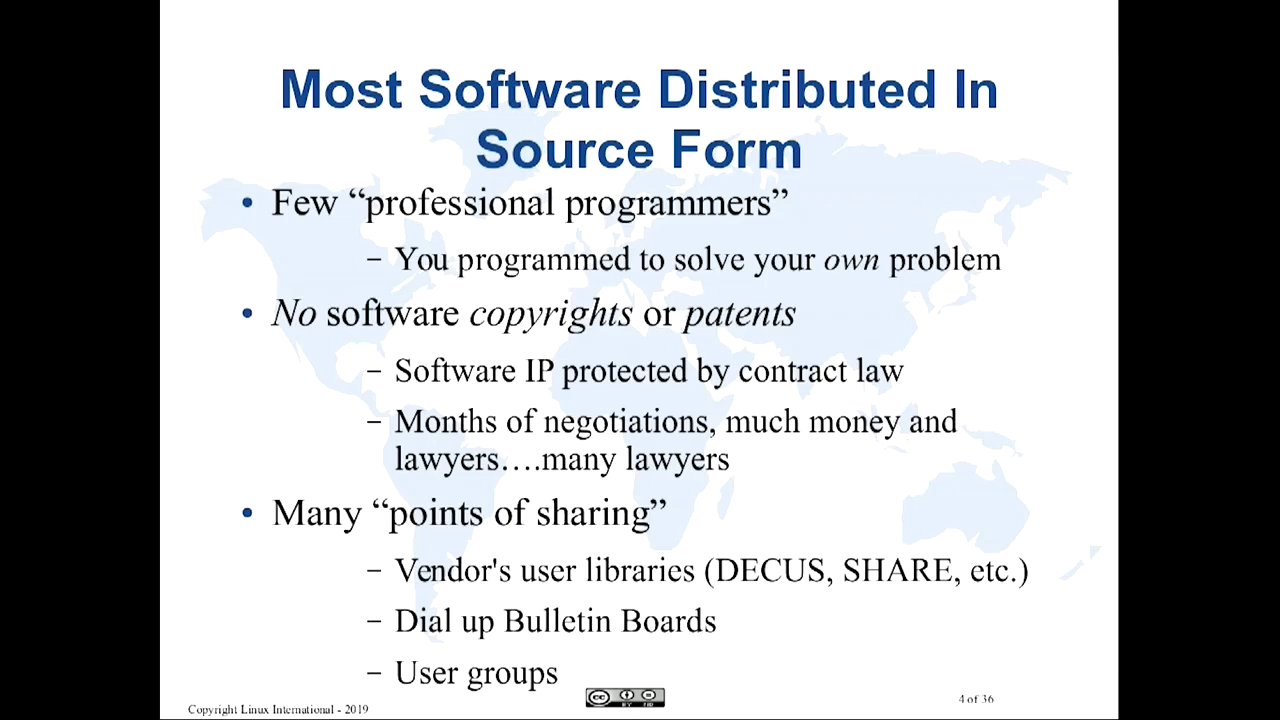 Most Software Distributed In
Source Form
• Few “professional programmers”
– You programmed to solve your own problem
• No software copyrights or patents
– Software IP protected by contract law
– Months of negotiations, much money and
lawyers….many lawyers
• Many “points of sharing”
– Vendor's user libraries (DECUS, SHARE, etc.)
– Dial up Bulletin Boards
– User groups
cc
BY
4 of 36
Copyright Linux International - 2019